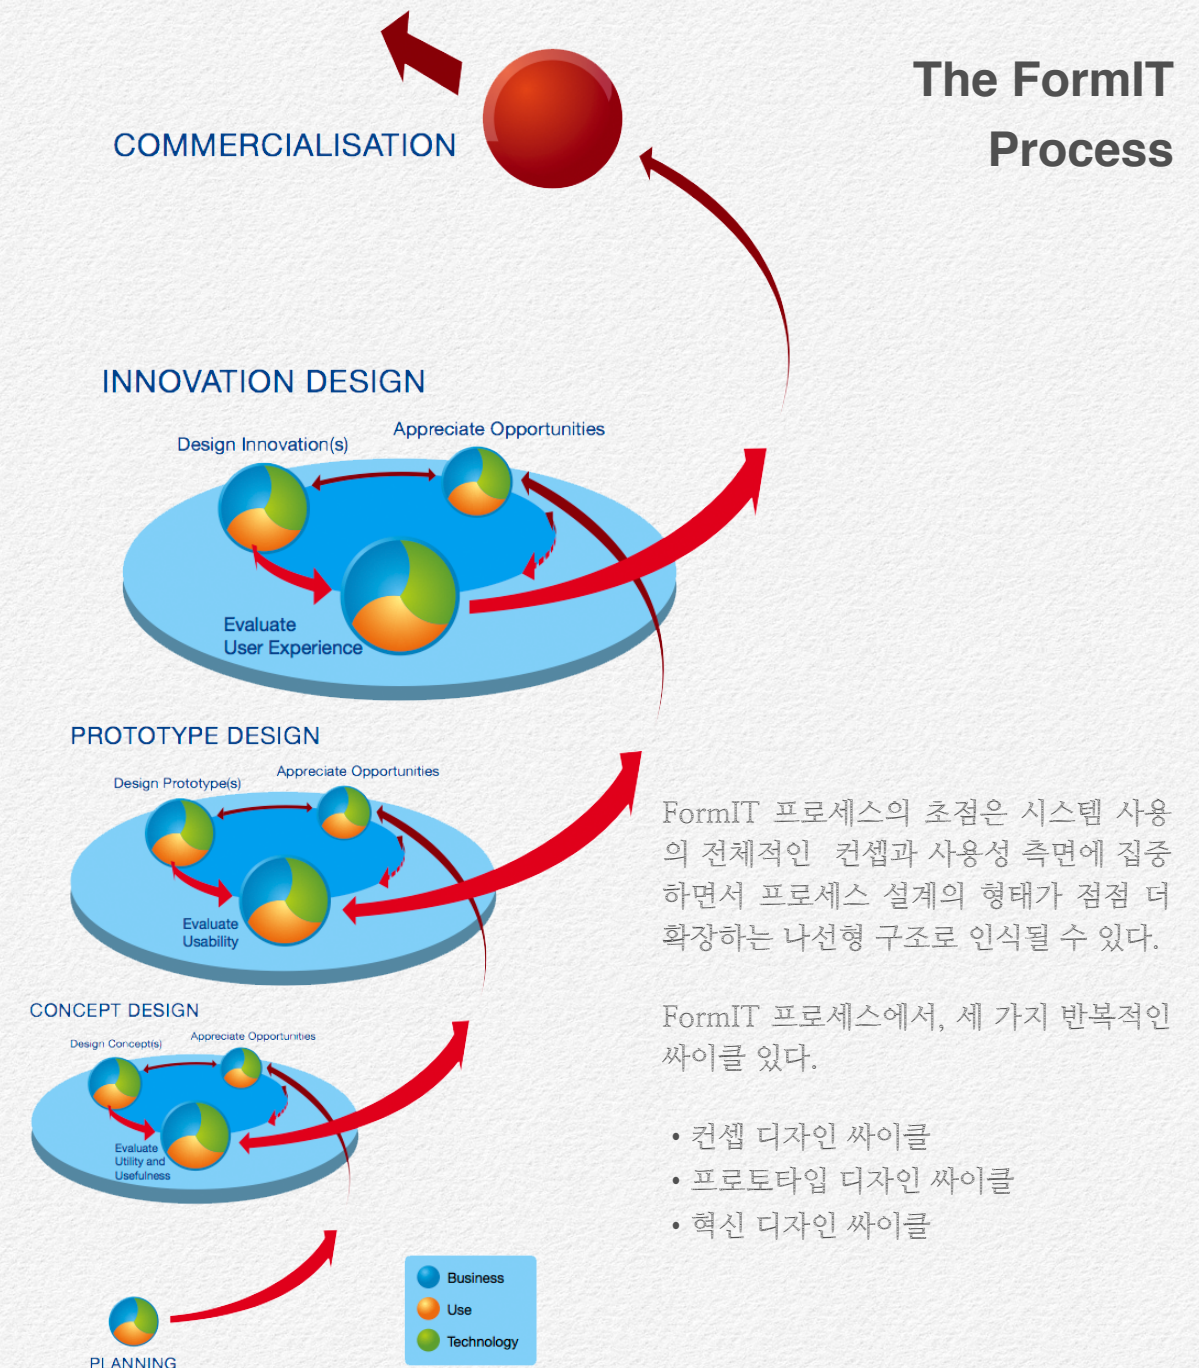 The FormIT
Process
COMMERCIALISATION
INNOVATION DESIGN
Design Innovation(s)
Appreciate Opportunities
Evaluate
User Experience
PROTOTYPE DESIGN
Design Prototype(s)
Appreciate Opportunities
Evaluate
Usability
CONCEPT DESIGN
Design Concept(s)
Appreciate Opportunities
Evaluate
Utility and
Usefulness
PLANNING
Business
Use
Technology
FormIT 프로세스의 초점은 시스템 사용
의 전체적인 컨셉과 사용성 측면에 집중
하면서 프로세스 설계의 형태가 점점 더
확장하는 나선형 구조로 인식될 수 있다.
FormIT 프로세스에서, 세 가지 반복적인
싸이클 있다.
• 컨셉 디자인 싸이클
• 프로토타입 디자인 싸이클
• 혁신 디자인 싸이클